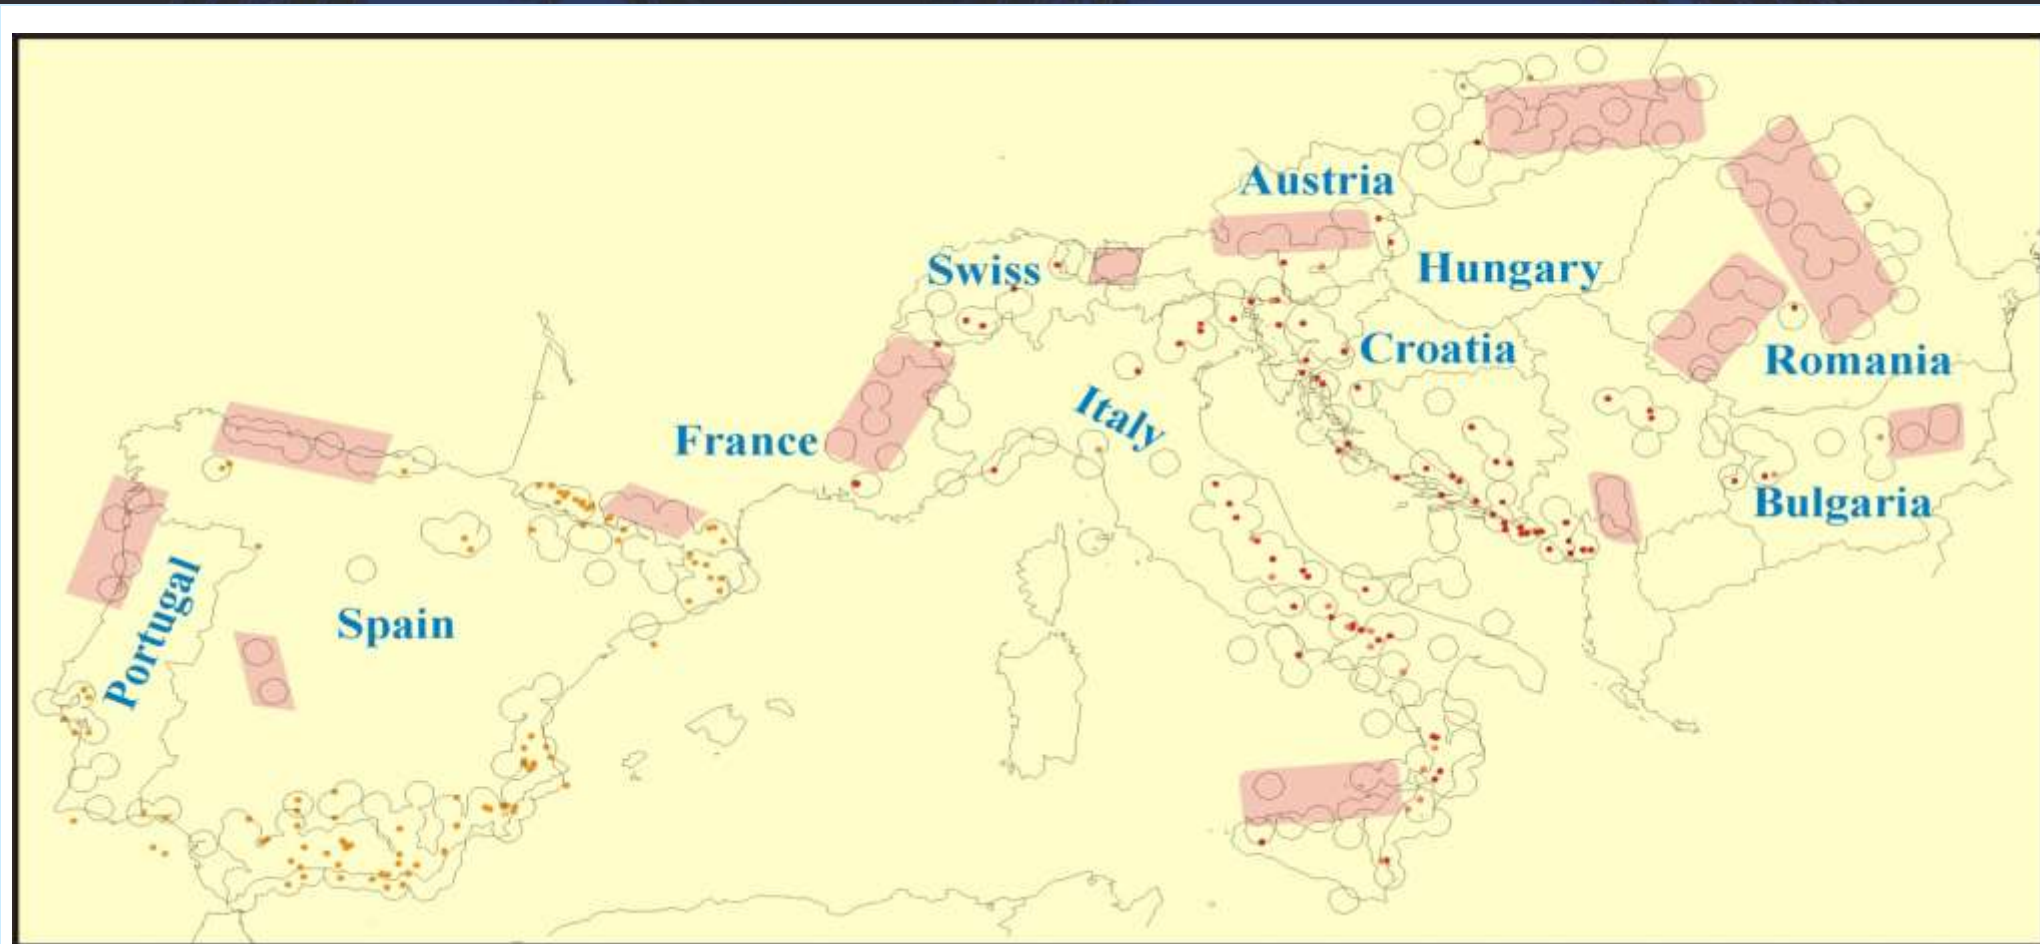 Austria
Swiss
Hungary
Croatia
Romania
Italy
France
Bulgaria
Portugal
Spain